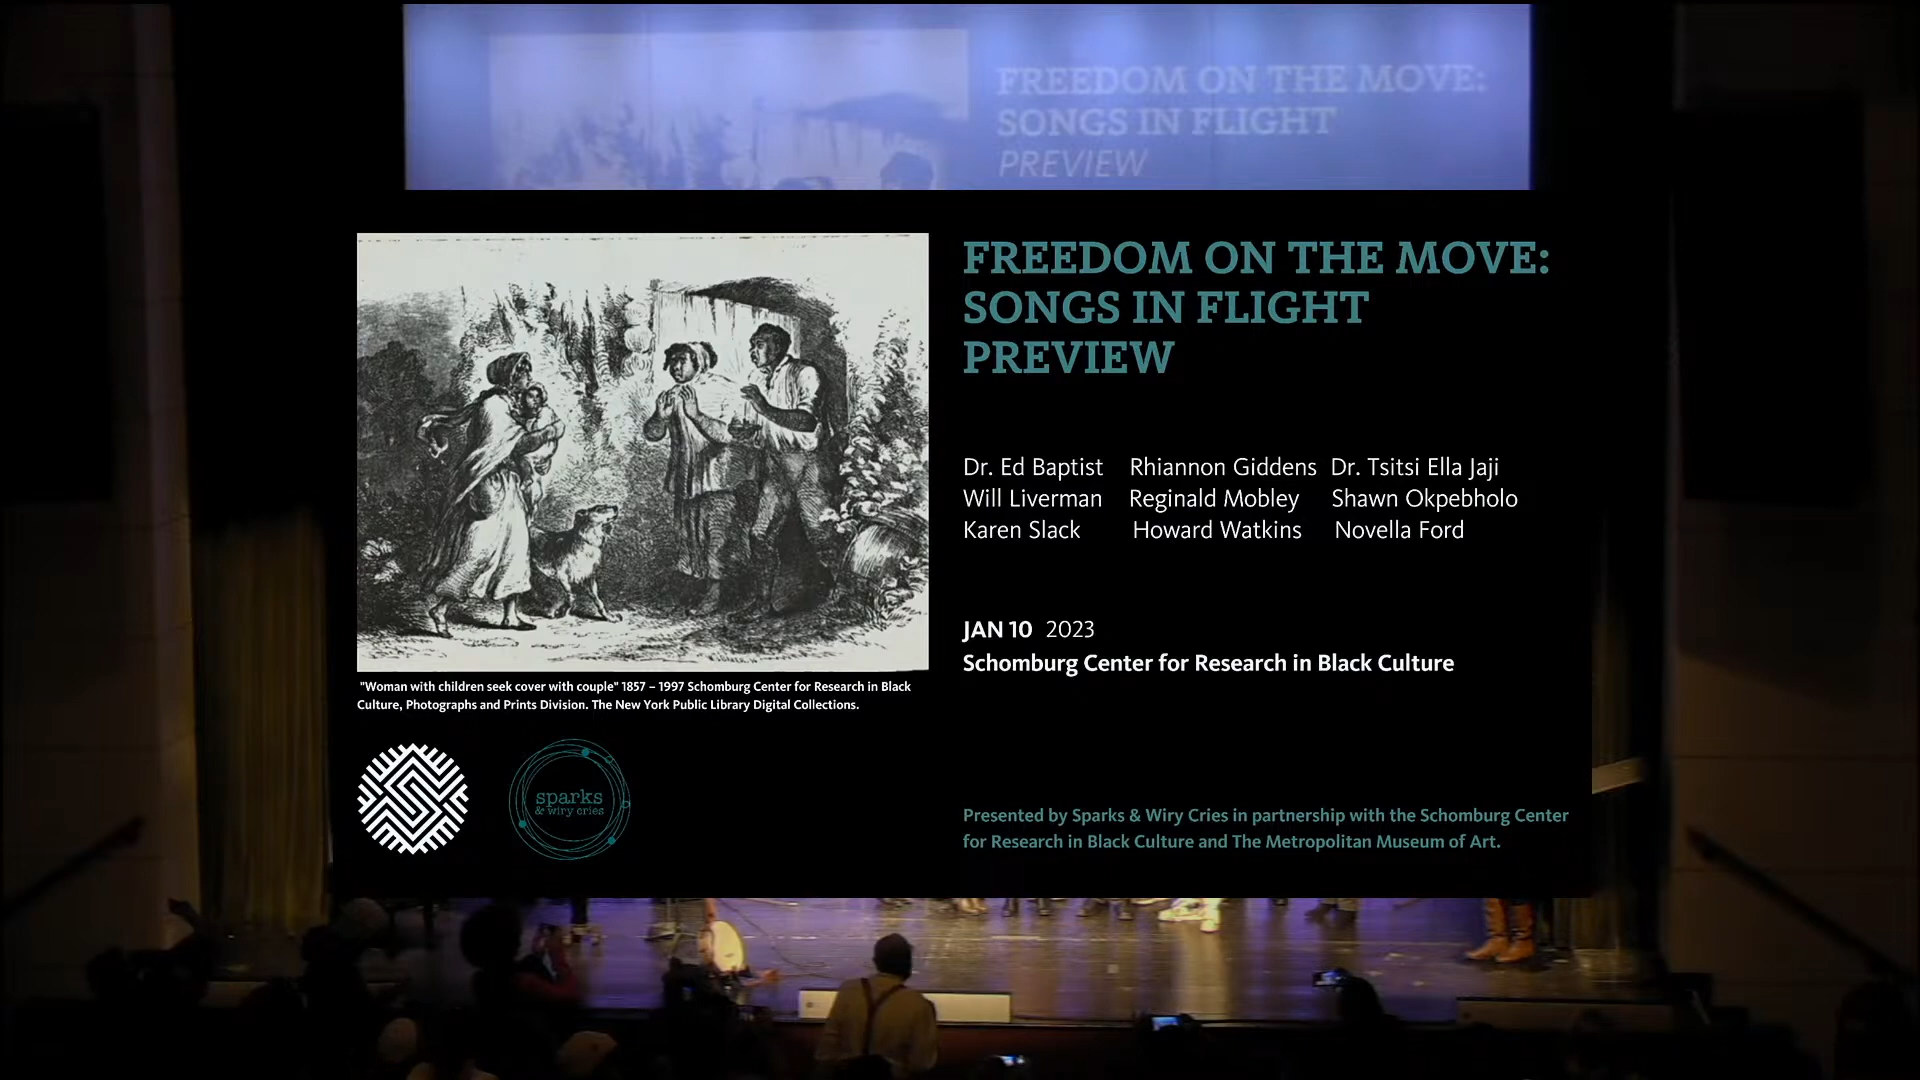 FREEDOM ON THE MOVE:
SONGS IN FLIGHT
PREVIEW
FREEDOM ON THE MOVE:
SONGS IN FLIGHT
PREVIEW
Dr. Ed Baptist Rhiannon Giddens Dr. Tsitsi Ella Jaji
Will Liverman Reginald Mobley Shawn Okpebholo
Karen Slack Howard Watkins Novella Ford
JAN 10 2023
Schomburg Center for Research in Black Culture
"Woman with children seek cover with couple" 1857 – 1997 Schomburg Center for Research in Black
Culture, Photographs and Prints Division. The New York Public Library Digital Collections.
sparks
& wiry cries
Presented by Sparks & Wiry Cries in partnership with the Schomburg Center
for Research in Black Culture and The Metropolitan Museum of Art.